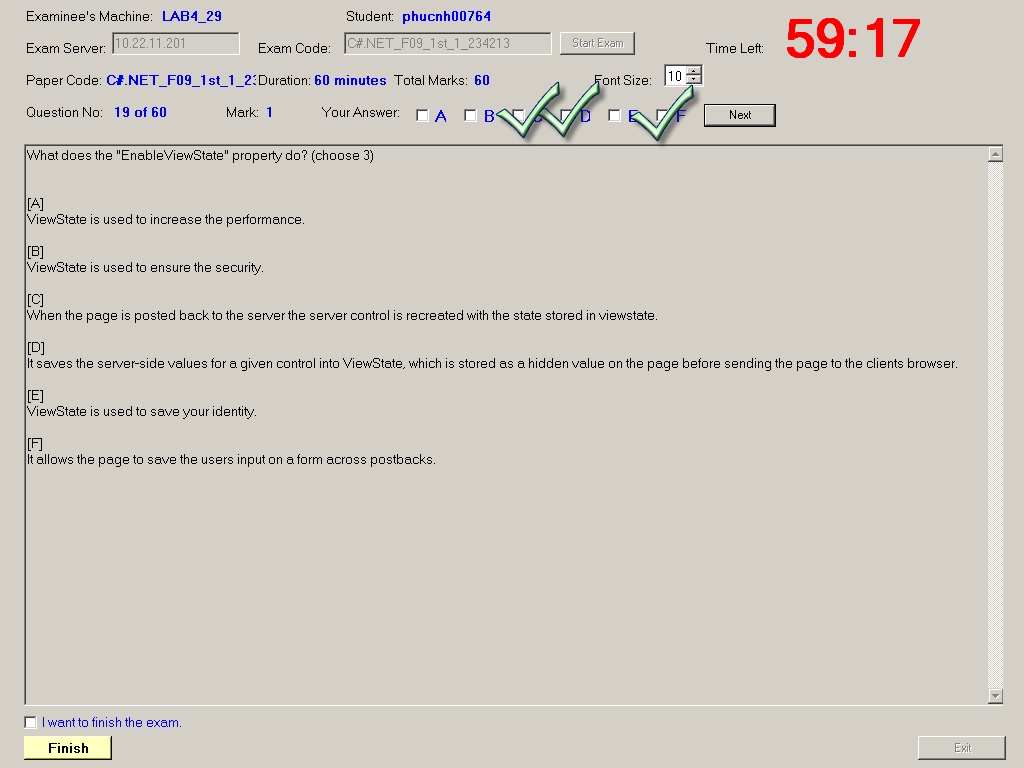 Examinee's Machine: LAB4_29 Student: phucnh00764
Exam Server: 10.22.11.201 Exam Code: C#.NET_F09_1st_1_234213 Start Exam Time Left: 59:17
Paper Code: C#.NET_F09_1st_1_23 Duration: 60 minutes Total Marks: 60 Font Size: 10
Question No: 19 of 60 Mark: 1 Your Answer: A B C D E F Next
What does the "EnableViewState" property do? (choose 3)
[A]
ViewState is used to increase the performance.
[B]
ViewState is used to ensure the security.
[C]
When the page is posted back to the server the server control is recreated with the state stored in viewstate.
[D]
It saves the server-side values for a given control into ViewState, which is stored as a hidden value on the page before sending the page to the clients browser.
[E]
ViewState is used to save your identity.
[F]
It allows the page to save the users input on a form across postbacks.
I want to finish the exam.
Finish Exit